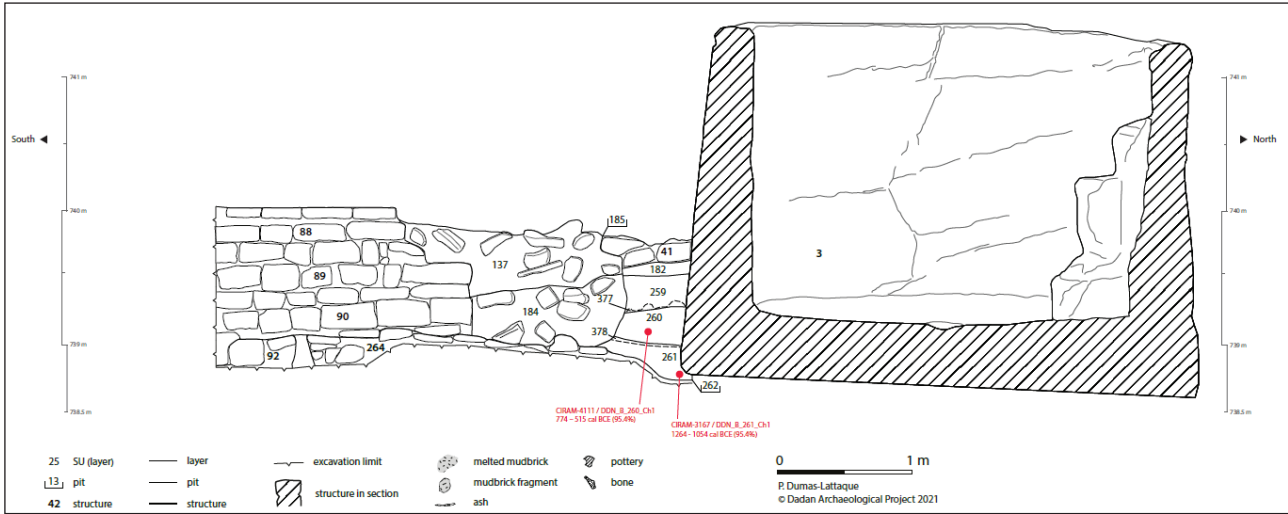 741 m
741 m
South
North
740 m
740 m
185
88
41
137
182
3
89
259
377
90
184
260
378
739 m
739 m
92
264
261
262
738.5 m
738.5 m
CIRAM-4111 / DDN_B_260_Ch1
774 – 515 cal BCE (95.4%)
CIRAM-3167 / DDN_B_261_Ch1
1264 - 1054 cal BCE (95.4%)
25 SU (layer)
13 pit
42 structure
layer
pit
structure
excavation limit
structure in section
melted mudbrick
mudbrick fragment
ash
pottery
bone
0 1 m
P. Dumas-Lattaque
© Dadan Archaeological Project 2021